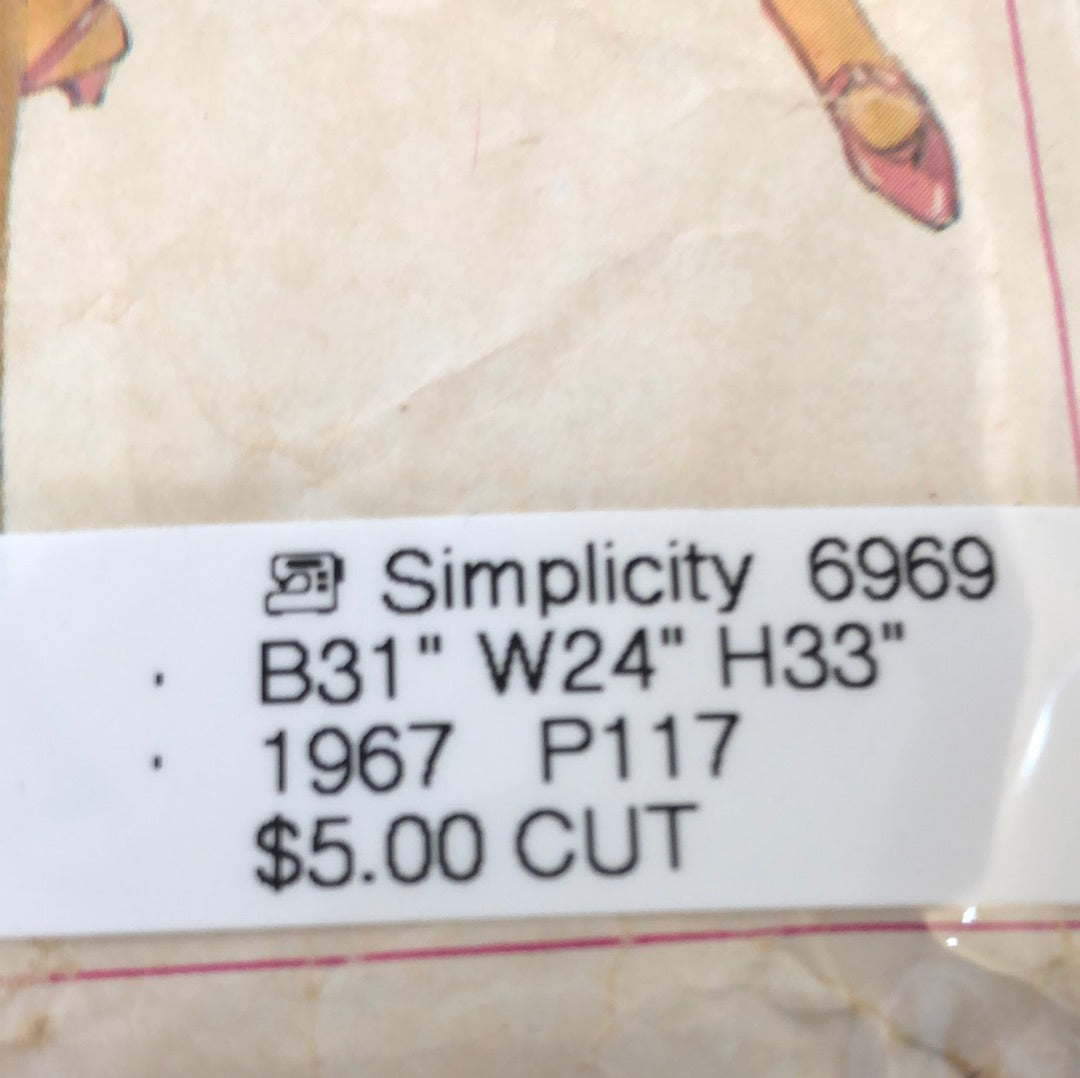 Simplicity 6969
B31" W24" H33"
1967 P117
$5.00 CUT